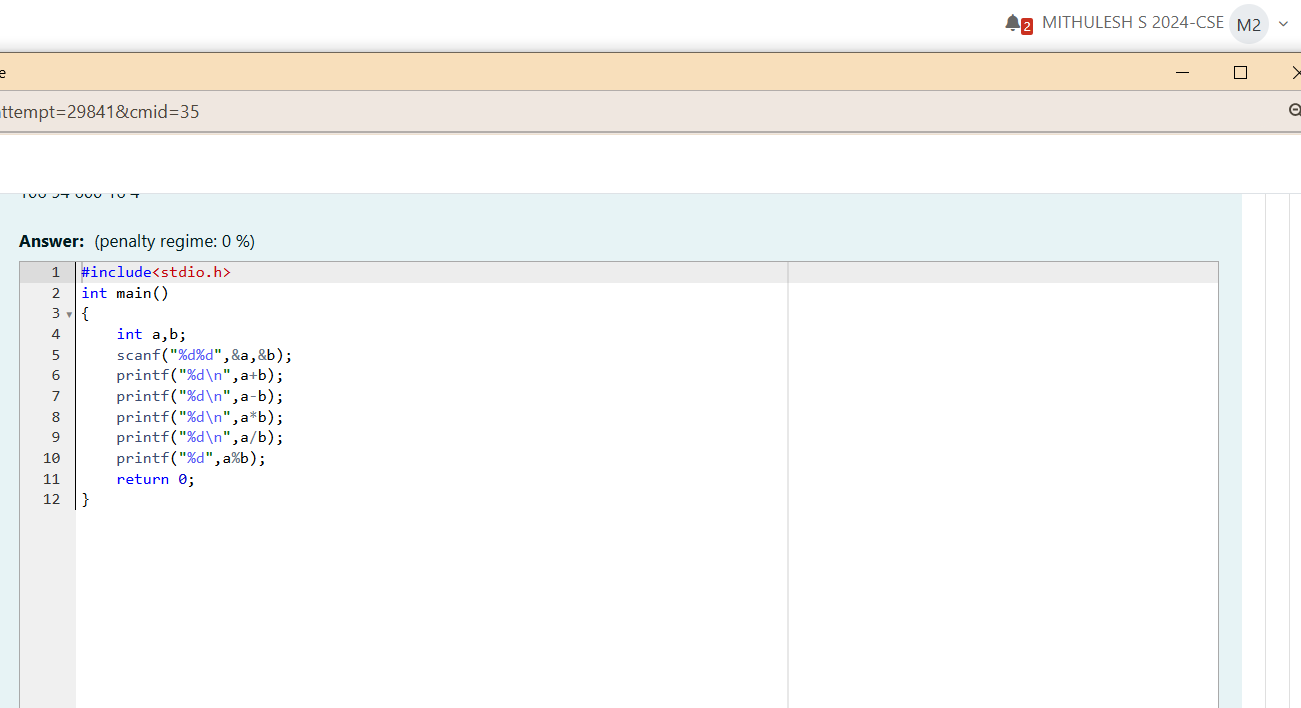 2 MITHULESH S 2024-CSE M2
e
ttempt=29841&cmid=35
Answer: (penalty regime: 0 %)
1 #include<stdio.h>
2 int main()
3 {
4 int a,b;
5 scanf("%d%d",&a,&b);
6 printf("%d\n",a+b);
7 printf("%d\n",a-b);
8 printf("%d\n",a*b);
9 printf("%d\n",a/b);
10 printf("%d",a%b);
11 return 0;
12 }